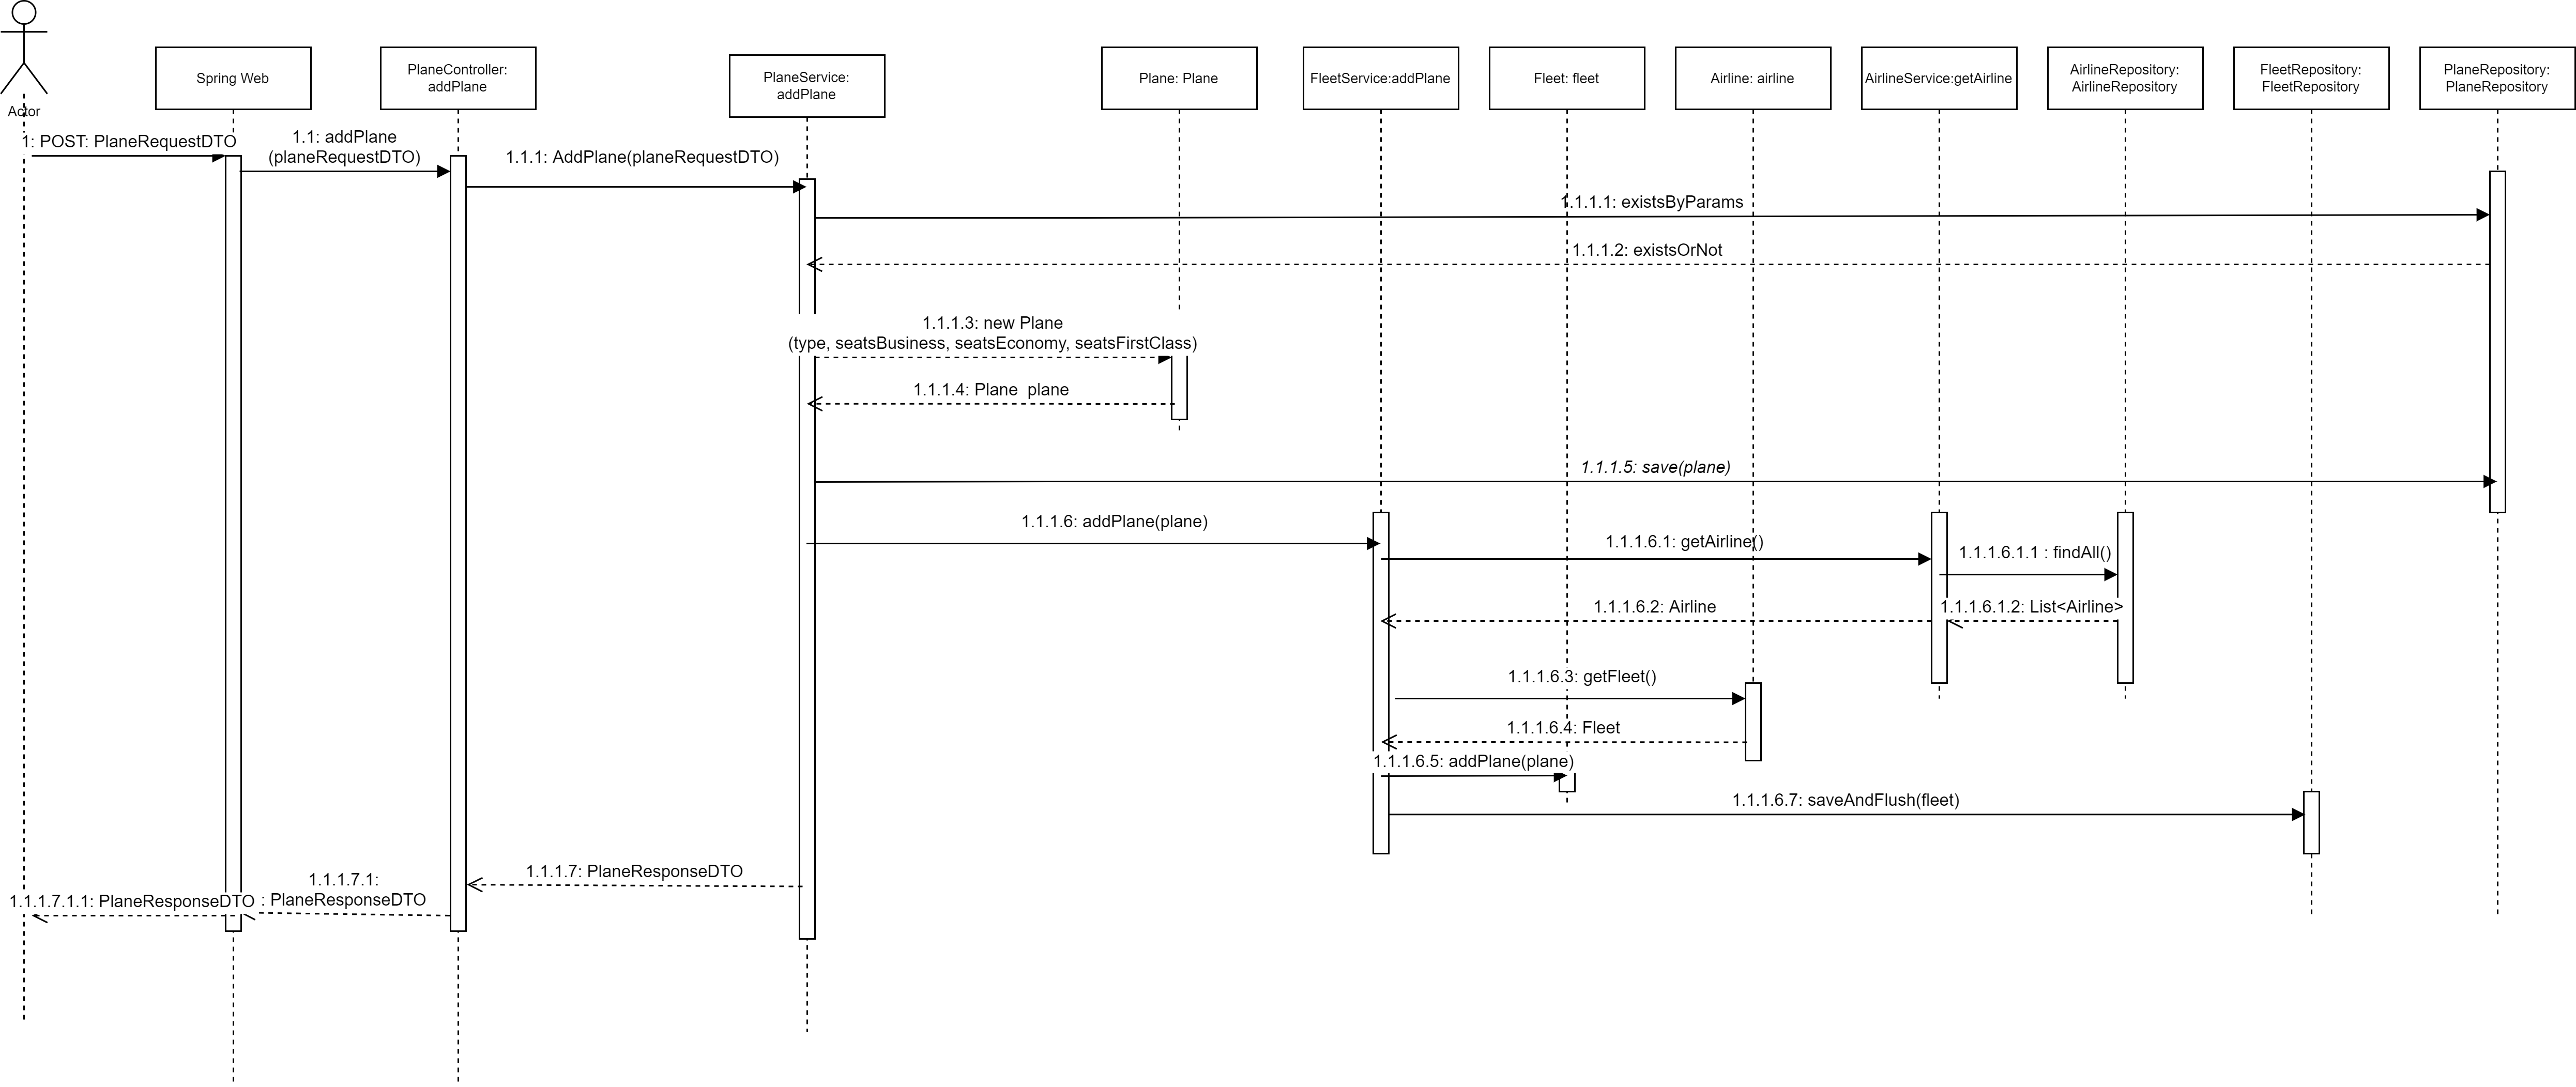 Actor
Spring Web
PlaneController:
addPlane
PlaneService:
addPlane
Plane: Plane
FleetService:addPlane
Fleet: fleet
Airline: airline
AirlineService:getAirline
AirlineRepository:
AirlineRepository
FleetRepository:
FleetRepository
PlaneRepository:
PlaneRepository
1: POST: PlaneRequestDTO
1.1: addPlane
(planeRequestDTO)
1.1.1: AddPlane(planeRequestDTO)
1.1.1.1: existsByParams
1.1.1.2: existsOrNot
1.1.1.3: new Plane
(type, seatsBusiness, seatsEconomy, seatsFirstClass)
1.1.1.4: Plane  plane
1.1.1.5: save(plane)
1.1.1.6: addPlane(plane)
1.1.1.6.1: getAirline()
1.1.1.6.1.1 : findAll()
1.1.1.6.2: Airline
1.1.1.6.1.2: List<Airline>
1.1.1.6.3: getFleet()
1.1.1.6.4: Fleet
1.1.1.6.5: addPlane(plane)
1.1.1.6.7: saveAndFlush(fleet)
1.1.1.7: PlaneResponseDTO
1.1.1.7.1:
: PlaneResponseDTO
1.1.1.7.1.1: PlaneResponseDTO